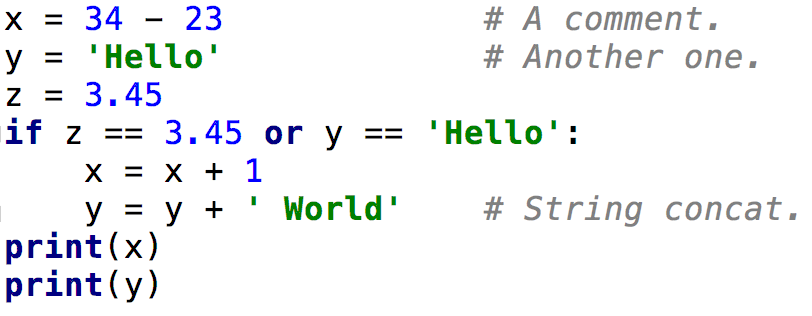 x = 34 - 23 # A comment.
y = 'Hello' # Another one.
z = 3.45
if z == 3.45 or y == 'Hello':
x = x + 1
y = y + ' World' # String concat.
print(x)
print(y)